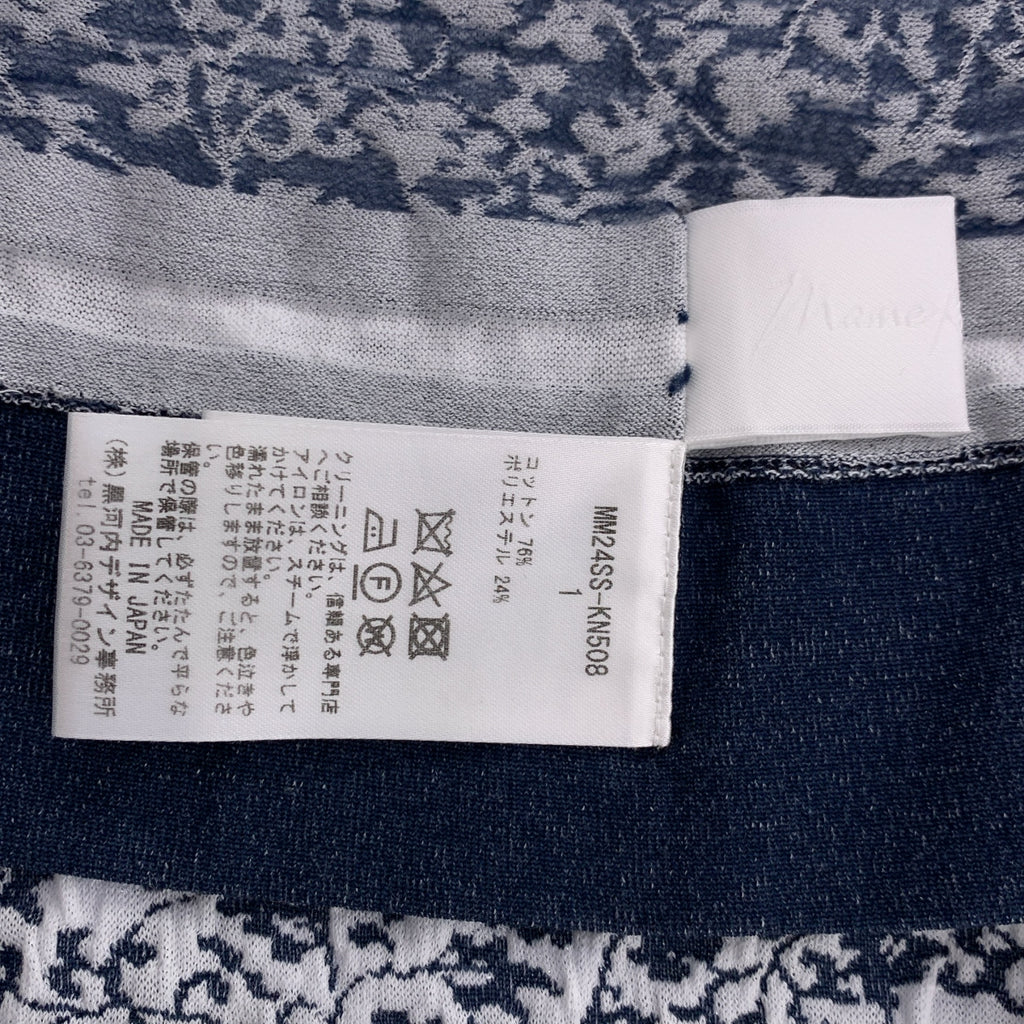 MM24SS-KN508
1
コットン 76%
ポリエステル 24%
クリーニングは、信頼ある専門店
へご相談ください。
アイロンは、スチームで浮かして
かけてください。
濡れたまま放置すると、色泣きや
色移りしますので、ご注意くださ
い。
保管の際は、必ずたたんで平らな
場所で保管してください。
MADE IN JAPAN
(株)黒河内デザイン事務所
tel.03-6379-0029
F
Mame